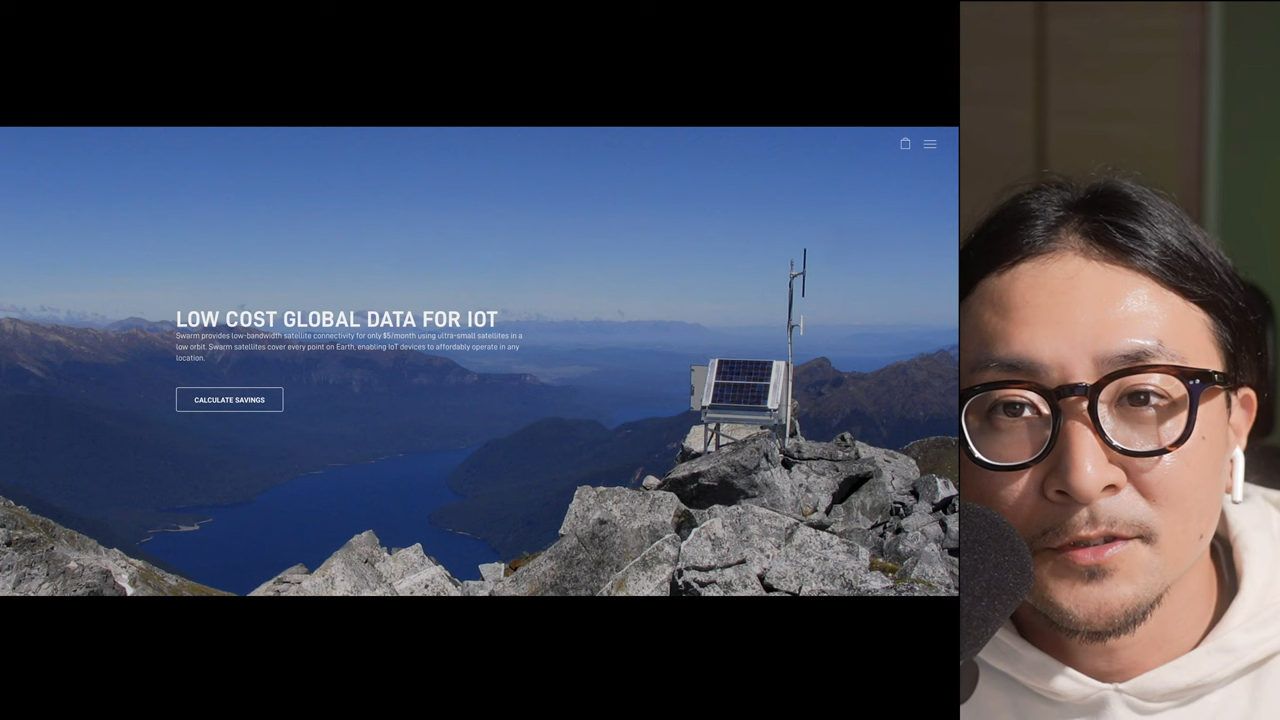 LOW COST GLOBAL DATA FOR IOT
Swarm provides low-bandwidth satellite connectivity for only $5/month using ultra-small satellites in a
low orbit. Swarm satellites cover every point on Earth, enabling IoT devices to affordably operate in any
location.
CALCULATE SAVINGS